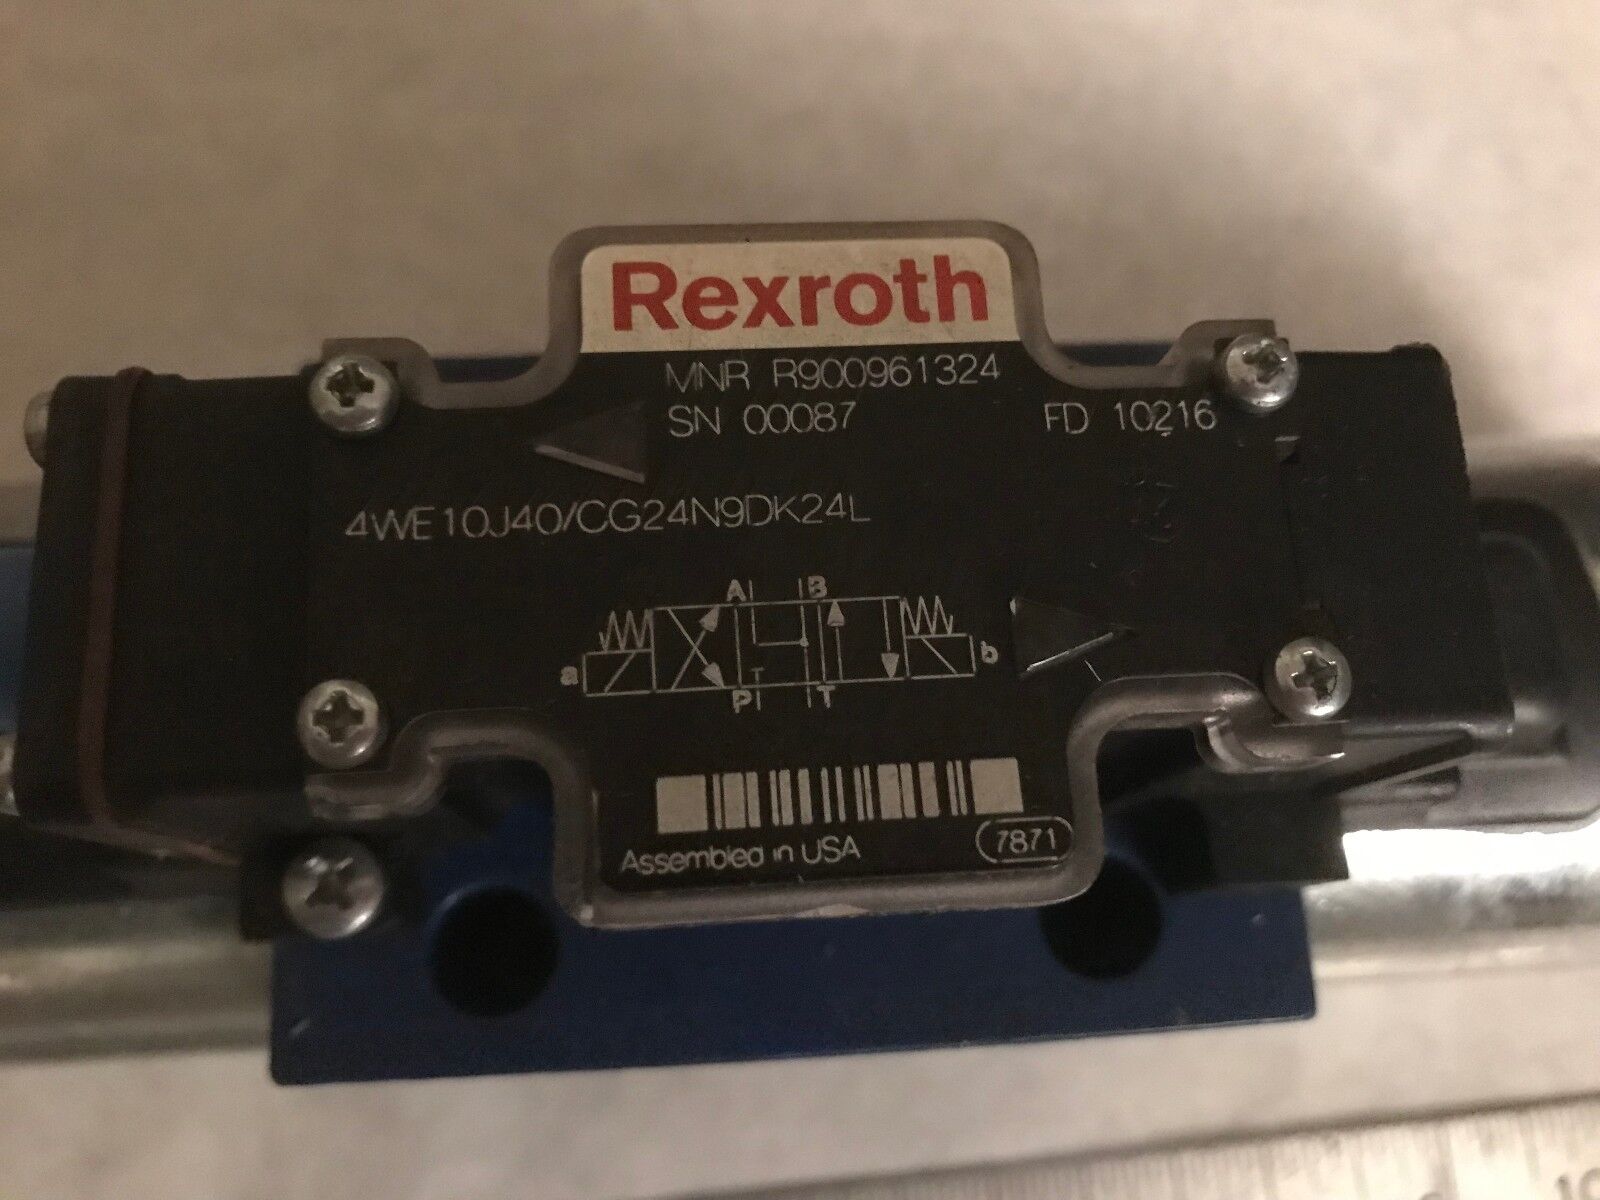 Rexroth
MNR R900961324
SN 00087
FD 10216
4WE10J40/CG24N9DK24L
A B
a b
T
P T
Assembled in USA
7871